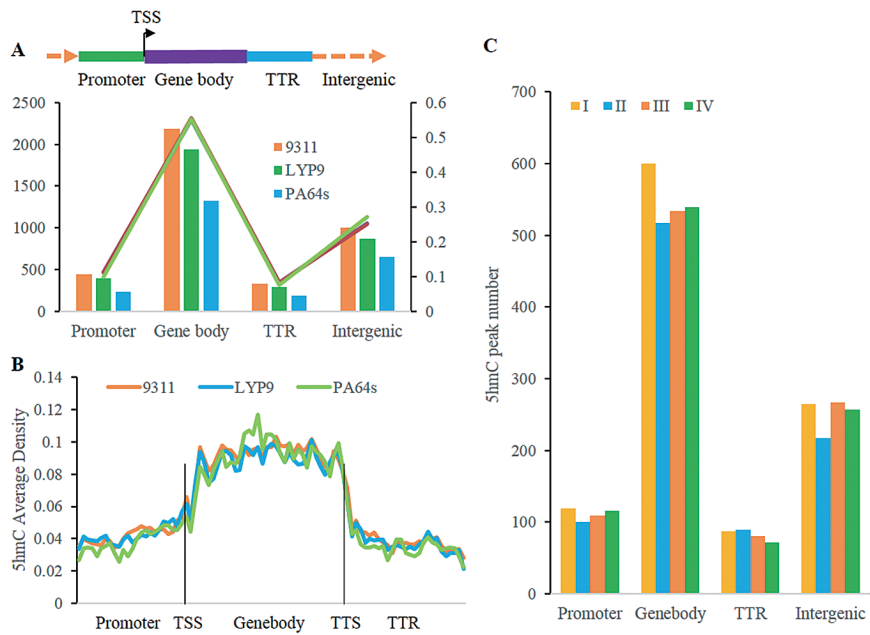 TSS
A
Promoter Gene body TTR Intergenic
2500
2000
1500
1000
500
0
0.6
0.5
0.4
0.3
0.2
0.1
0
9311
LYP9
PA64s
Promoter Gene body TTR Intergenic
B
5hmC Average Density
0.14
0.12
0.1
0.08
0.06
0.04
0.02
0
9311 LYP9 PA64s
Promoter TSS Genebody TTS TTR
C
5hmC peak number
700
600
500
400
300
200
100
0
I II III IV
Promoter Genebody TTR Intergenic